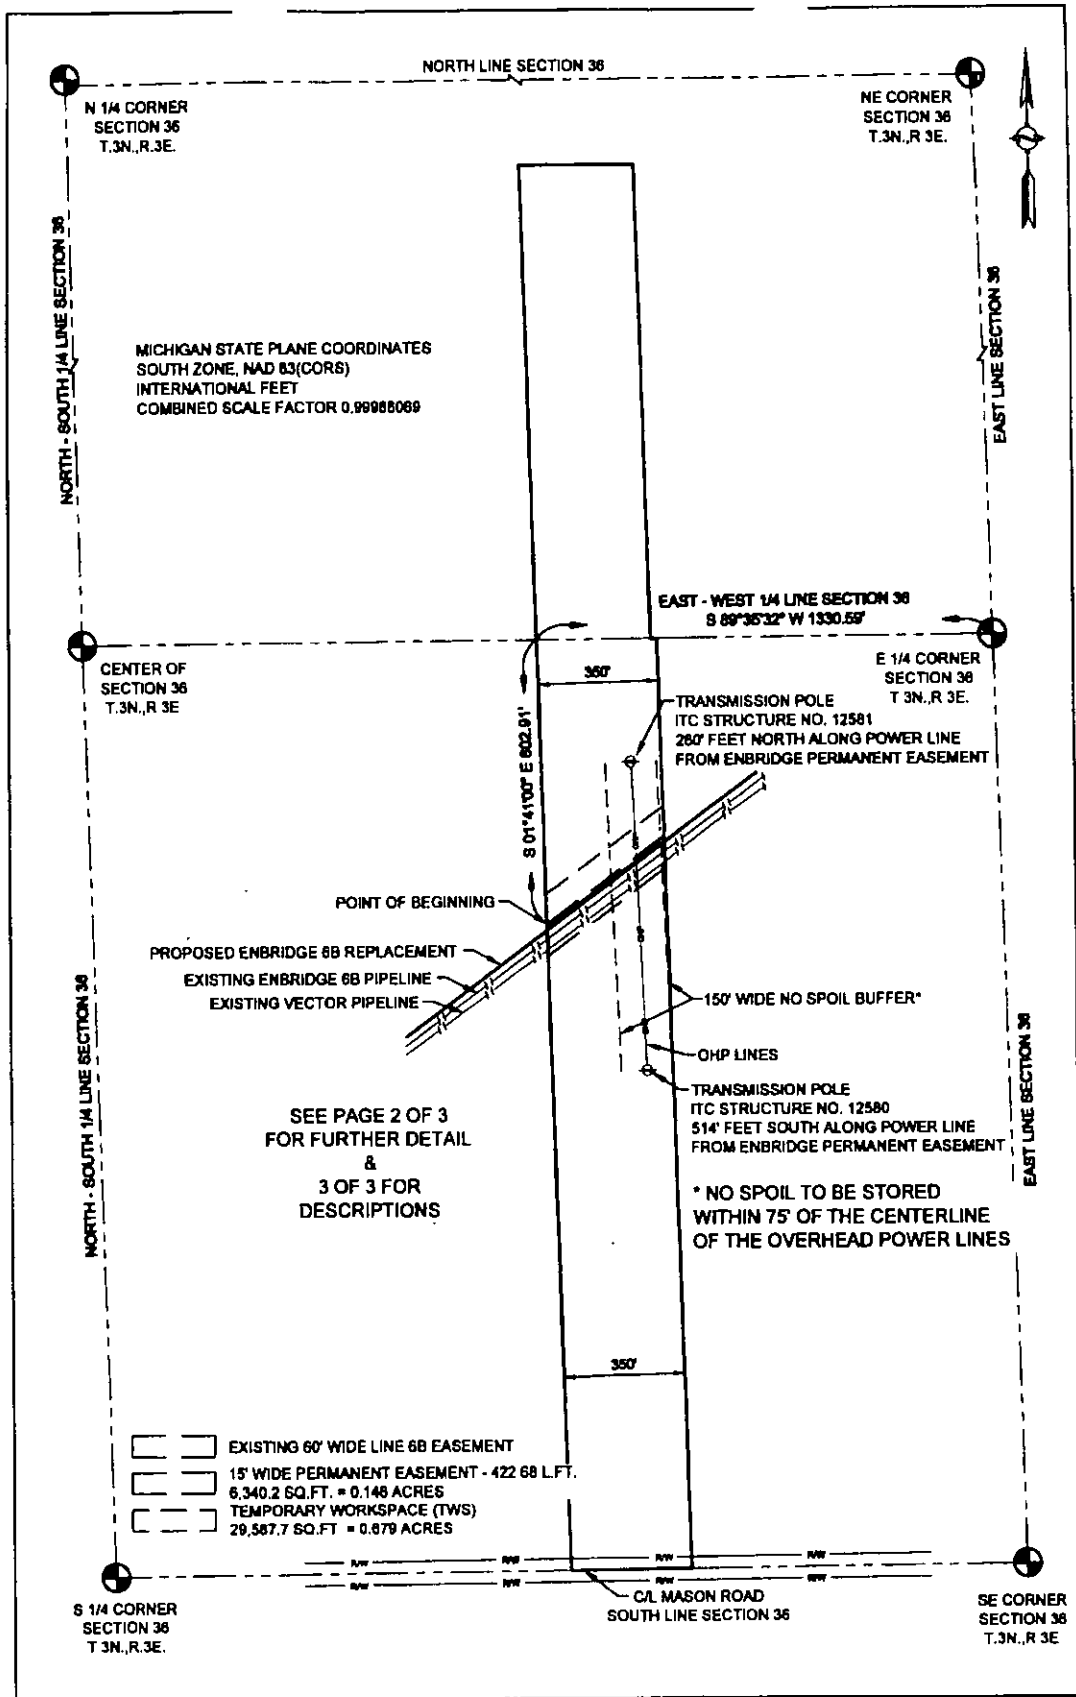 NORTH LINE SECTION 36
N 1/4 CORNER
SECTION 36
T.3N.,R.3E.
NE CORNER
SECTION 36
T.3N.,R 3E.
NORTH - SOUTH 1/4 LINE SECTION 36
EAST LINE SECTION 36
MICHIGAN STATE PLANE COORDINATES
SOUTH ZONE, NAD 83(CORS)
INTERNATIONAL FEET
COMBINED SCALE FACTOR
EAST - WEST 1/4 LINE SECTION 36
S 89°35'32" W 1330.59'
CENTER OF
SECTION 36
T.3N.,R 3E
E 1/4 CORNER
SECTION 36
T 3N.,R 3E.
350'
S 01°41'00" E 602.91'
TRANSMISSION POLE
ITC STRUCTURE NO. 12581
260' FEET NORTH ALONG POWER LINE
FROM ENBRIDGE PERMANENT EASEMENT
POINT OF BEGINNING
PROPOSED ENBRIDGE 6B REPLACEMENT
EXISTING ENBRIDGE 6B PIPELINE
EXISTING VECTOR PIPELINE
150' WIDE NO SPOIL BUFFER*
OHP LINES
TRANSMISSION POLE
ITC STRUCTURE NO. 12580
514' FEET SOUTH ALONG POWER LINE
FROM ENBRIDGE PERMANENT EASEMENT
NORTH - SOUTH 1/4 LINE SECTION 36
EAST LINE SECTION 36
SEE PAGE 2 OF 3
FOR FURTHER DETAIL
&
3 OF 3 FOR
DESCRIPTIONS
* NO SPOIL TO BE STORED
WITHIN 75' OF THE CENTERLINE
OF THE OVERHEAD POWER LINES
350'
EXISTING 60' WIDE LINE 6B EASEMENT
15' WIDE PERMANENT EASEMENT - 422 68 L.FT.
6,340.2 SQ.FT. = 0.146 ACRES
TEMPORARY WORKSPACE (TWS)
29,587.7 SQ.FT = 0.679 ACRES
R/W R/W R/W R/W
R/W R/W R/W R/W
C/L MASON ROAD
SOUTH LINE SECTION 36
S 1/4 CORNER
SECTION 36
T 3N.,R.3E.
SE CORNER
SECTION 36
T.3N.,R 3E